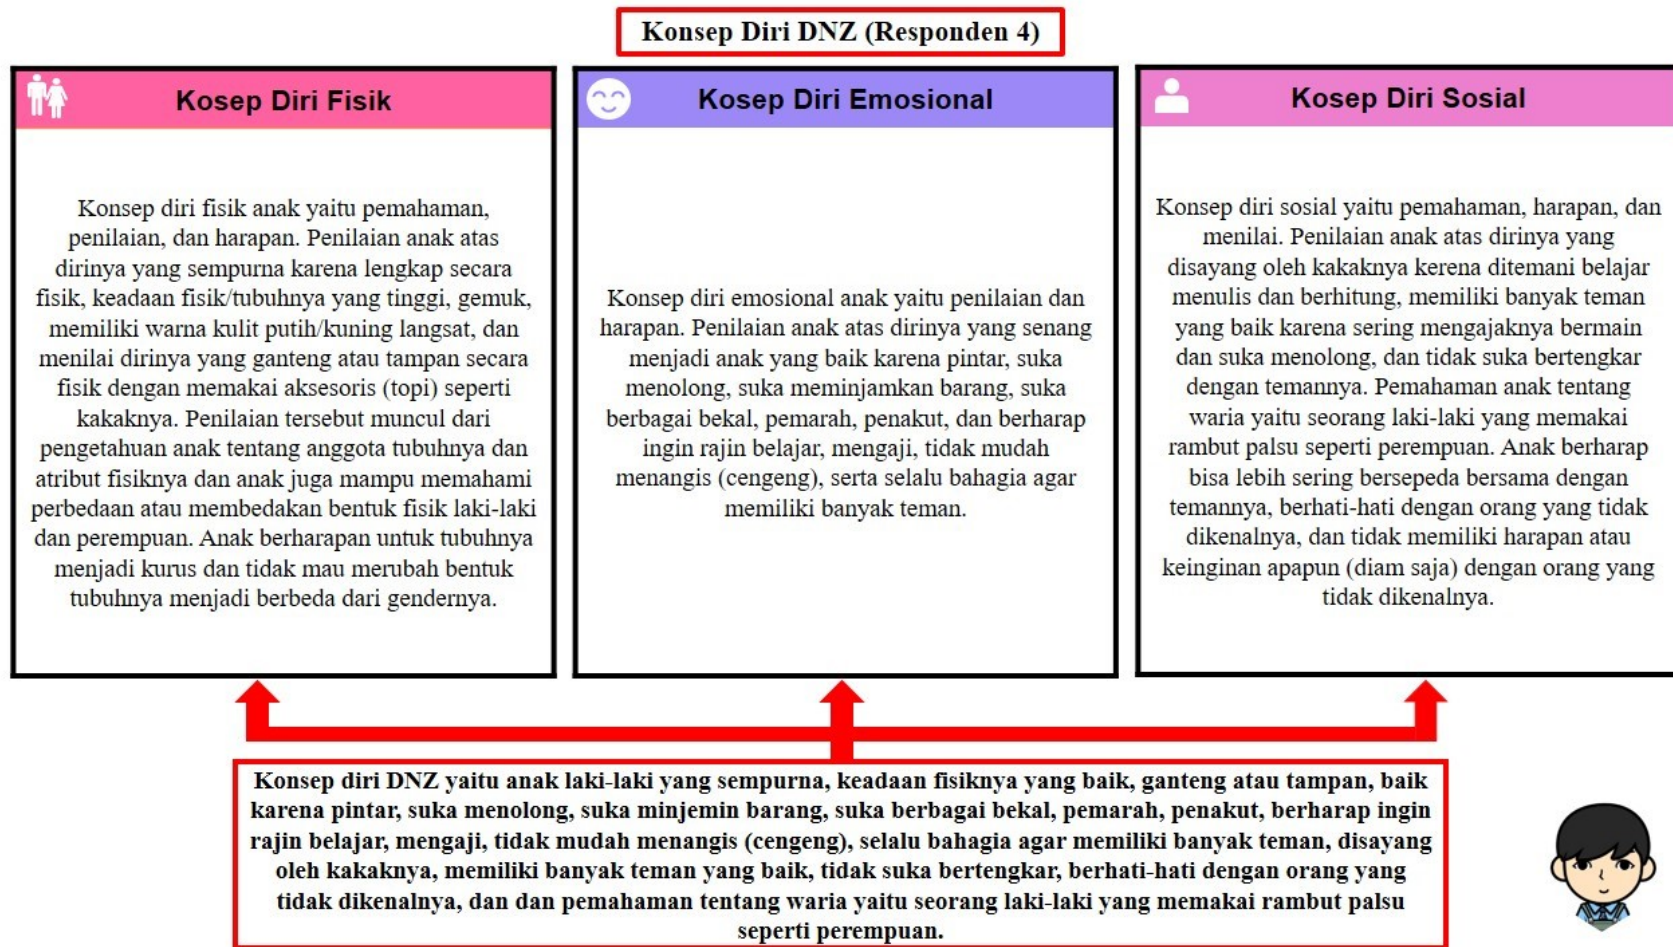 Konsep Diri DNZ (Responden 4)
Kosep Diri Fisik
Konsep diri fisik anak yaitu pemahaman,
penilaian, dan harapan. Penilaian anak atas
dirinya yang sempurna karena lengkap secara
fisik, keadaan fisik/tubuhnya yang tinggi, gemuk,
memiliki warna kulit putih/kuning langsat, dan
menilai dirinya yang ganteng atau tampan secara
fisik dengan memakai aksesoris (topi) seperti
kakaknya. Penilaian tersebut muncul dari
pengetahuan anak tentang anggota tubuhnya dan
atribut fisiknya dan anak juga mampu memahami
perbedaan atau membedakan bentuk fisik laki-laki
dan perempuan. Anak berharapan untuk tubuhnya
menjadi kurus dan tidak mau merubah bentuk
tubuhnya menjadi berbeda dari gendernya.
Kosep Diri Emosional
Konsep diri emosional anak yaitu penilaian dan
harapan. Penilaian anak atas dirinya yang senang
menjadi anak yang baik karena pintar, suka
menolong, suka meminjamkan barang, suka
berbagai bekal, pemarah, penakut, dan berharap
ingin rajin belajar, mengaji, tidak mudah
menangis (cengeng), serta selalu bahagia agar
memiliki banyak teman.
Kosep Diri Sosial
Konsep diri sosial yaitu pemahaman, harapan, dan
menilai. Penilaian anak atas dirinya yang
disayang oleh kakaknya kerena ditemani belajar
menulis dan berhitung, memiliki banyak teman
yang baik karena sering mengajaknya bermain
dan suka menolong, dan tidak suka bertengkar
dengan temannya. Pemahaman anak tentang
waria yaitu seorang laki-laki yang memakai
rambut palsu seperti perempuan. Anak berharap
bisa lebih sering bersepeda bersama dengan
temannya, berhati-hati dengan orang yang tidak
dikenalnya, dan tidak memiliki harapan atau
keinginan apapun (diam saja) dengan orang yang
tidak dikenalnya.
Konsep diri DNZ yaitu anak laki-laki yang sempurna, keadaan fisiknya yang baik, ganteng atau tampan, baik
karena pintar, suka menolong, suka minjemin barang, suka berbagai bekal, pemarah, penakut, berharap ingin
rajin belajar, mengaji, tidak mudah menangis (cengeng), selalu bahagia agar memiliki banyak teman, disayang
oleh kakaknya, memiliki banyak teman yang baik, tidak suka bertengkar, berhati-hati dengan orang yang
tidak dikenalnya, dan dan pemahaman tentang waria yaitu seorang laki-laki yang memakai rambut palsu
seperti perempuan.